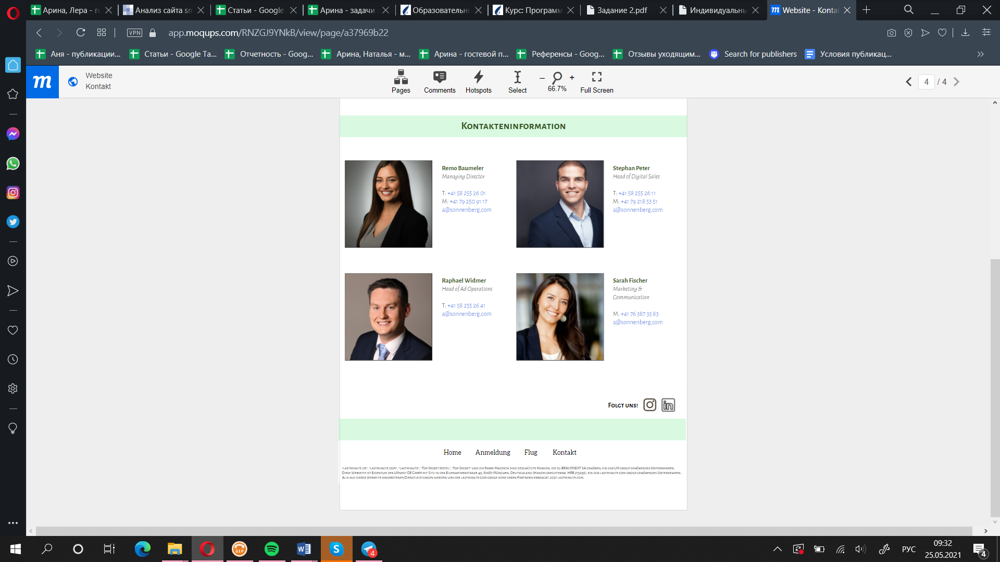 Арина, Лера - го
Анализ сайта sm
Статьи - Google
Арина - задачи
Образовательн
Курс: Программ
Задание 2.pdf
Индивидуальнь
Website - Konta
VPN
app.moqups.com/RNZGJ9YNkB/view/page/a37969b22
Аня - публикации...
Статьи - Google Та...
Отчетность - Goog...
Арина, Наталья - м...
Арина - гостевой п...
Референсы - Goog...
Отзывы уходящим...
Search for publishers
Условия публикац...
m
Website
Kontakt
Pages
Comments
Hotspots
Select
66.7%
Full Screen
4 / 4
Kontakteninformation
Remo Baumeler
Managing Director
T: +41 58 255 26 01
M: +41 79 250 91 17
a@sonnenberg.com
Stephan Peter
Head of Digital Sales
T: +41 58 255 26 11
M: +41 79 218 53 51
a@sonnenberg.com
Raphael Widmer
Head of Ad Operations
T: +41 58 255 26 41
a@sonnenberg.com
Sarah Fischer
Marketing &
Communication
M: +41 76 387 33 83
a@sonnenberg.com
Folgt uns!
in
Home Anmeldung Flug Kontakt
"lastminute.de", "lastminute.com", "lastminute", "Top Secret Hotel", "Top Secret" und die Farbe Magenta sind geschützte Marken, die zu BRAVONEXT SA gehören, ein zur LM group gehörendes Unternehmen.
Diese Webseite ist Eigentum der LMnext DE GmbH mit Sitz in der Elsenheimerstraße 49, 80687 München, Deutschland (Handelsregisternr. HRB 215239), ein zur lastminute.com group gehörendes Unternehmen.
Alle auf dieser Webseite angebotenen Dienstleistungen werden von der lastminute.com group oder deren Partnern erbracht. 2021 lastminute.com.
SIP
4
РУС
09:32
25.05.2021
4